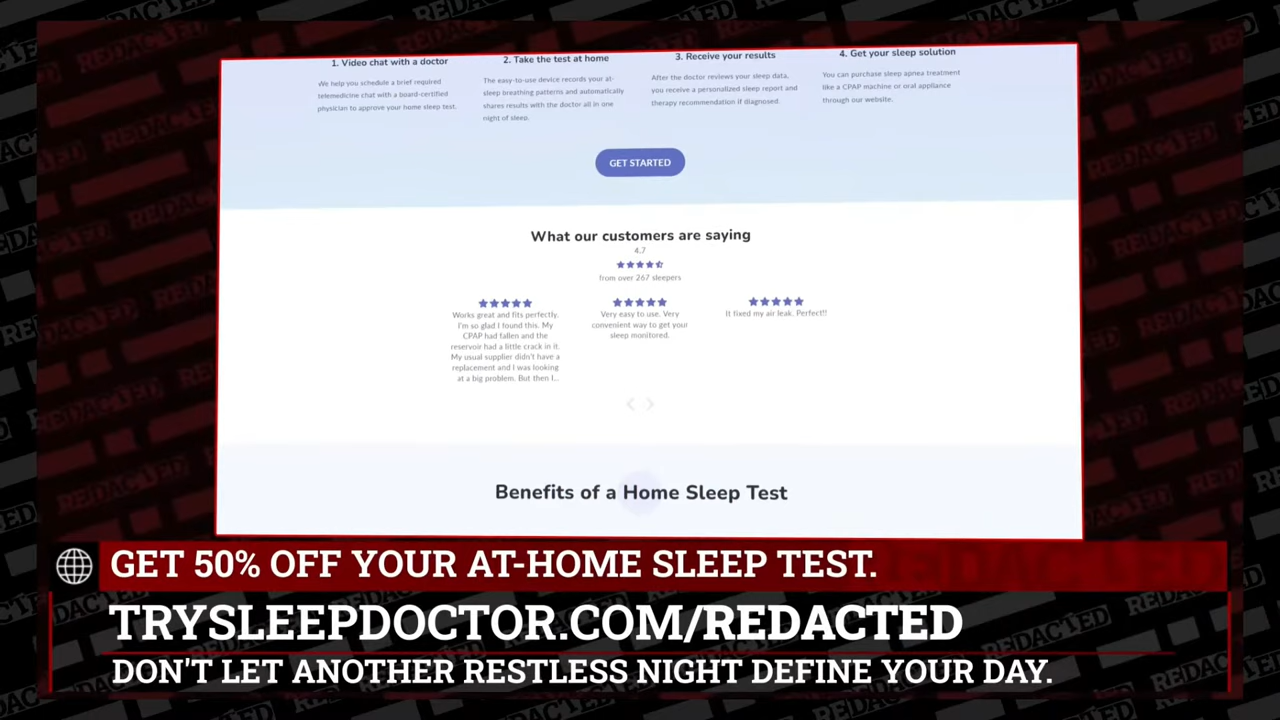 1. Video chat with a doctor
We help you schedule a brief required
telemedicine chat with a board-certified
physician to approve your home sleep test.
2. Take the test at home
The easy-to-use device records your at-
sleep breathing patterns and automatically
shares results with the doctor all in one
night of sleep.
3. Receive your results
After the doctor reviews your sleep data,
you receive a personalized sleep report and
therapy recommendation if diagnosed.
4. Get your sleep solution
You can purchase sleep apnea treatment
like a CPAP machine or oral appliance
through our website.
GET STARTED
What our customers are saying
4.7
from over 267 sleepers
Works great and fits perfectly.
I'm so glad I found this. My
CPAP had fallen and the
reservoir had a little crack in it.
My usual supplier didn't have a
replacement and I was looking
at a big problem. But then I...
Very easy to use. Very
convenient way to get your
sleep monitored.
It fixed my air leak. Perfect!!
Benefits of a Home Sleep Test
GET 50% OFF YOUR AT-HOME SLEEP TEST.
TRYSLEEPDOCTOR.COM/REDACTED
DON'T LET ANOTHER RESTLESS NIGHT DEFINE YOUR DAY.